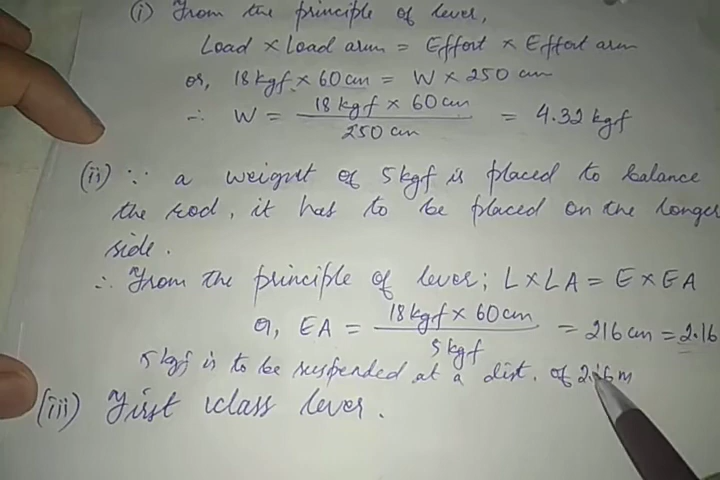 (i) From the principle of lever,
Load × Load arm = Effort × Effort arm
or, 18 kgf × 60 cm = W × 250 cm
∴ W = 18 kgf × 60 cm / 250 cm = 4.32 kgf
(ii) ∵ a weight of 5 kgf is placed to balance
the rod, it has to be placed on the longer
side.
∴ From the principle of lever; L × LA = E × EA
or, EA = 18 kgf × 60 cm / 5 kgf = 216 cm = 2.16
5 kgf is to be suspended at a dist. of 2.16 m
(iii) First class lever.